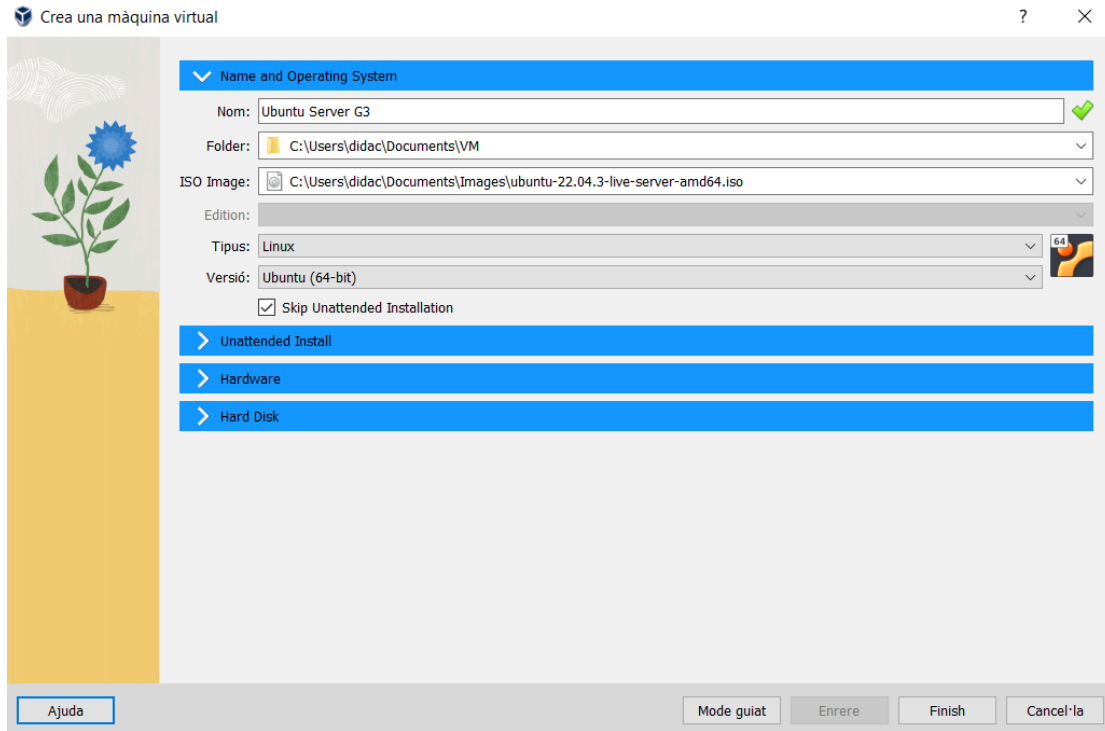 Crea una màquina virtual
?
Name and Operating System
Nom: Ubuntu Server G3
Folder: C:\Users\didac\Documents\VM
ISO Image: C:\Users\didac\Documents\Images\ubuntu-22.04.3-live-server-amd64.iso
Edition:
Tipus: Linux
64
Versió: Ubuntu (64-bit)
Skip Unattended Installation
Unattended Install
Hardware
Hard Disk
Ajuda Mode guiat Enrere Finish Cancel·la